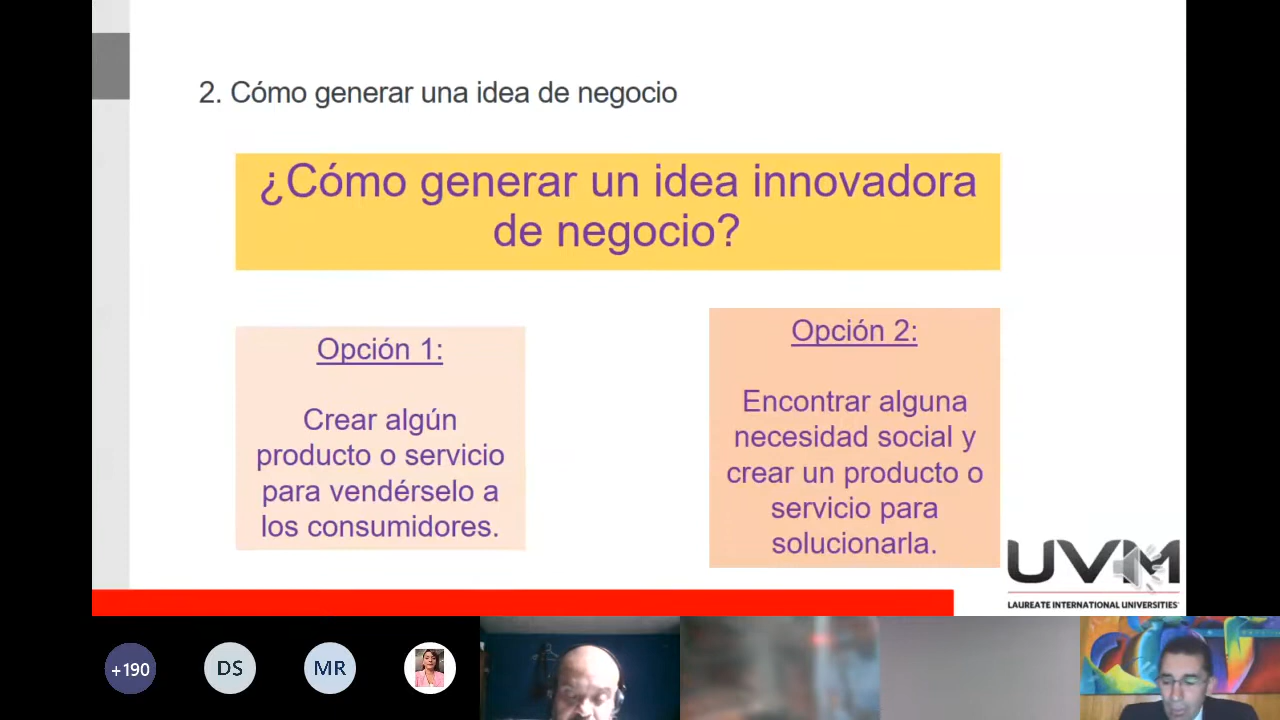 2. Cómo generar una idea de negocio
¿Cómo generar un idea innovadora
de negocio?
Opción 1:
Crear algún
producto o servicio
para vendérselo a
los consumidores.
Opción 2:
Encontrar alguna
necesidad social y
crear un producto o
servicio para
solucionarla.
UVM
LAUREATE INTERNATIONAL UNIVERSITIES
+190
DS
MR